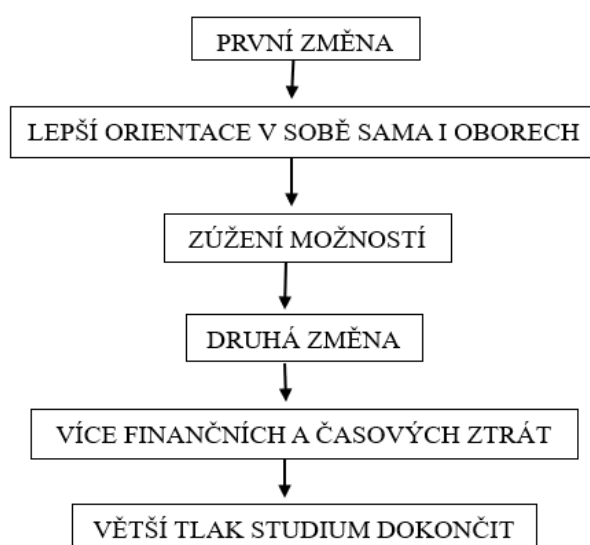 PRVNÍ ZMĚNA
LEPŠÍ ORIENTACE V SOBĚ SAMA I OBORECH
ZÚŽENÍ MOŽNOSTÍ
DRUHÁ ZMĚNA
VÍCE FINANČNÍCH A ČASOVÝCH ZTRÁT
VĚTŠÍ TLAK STUDIUM DOKONČIT